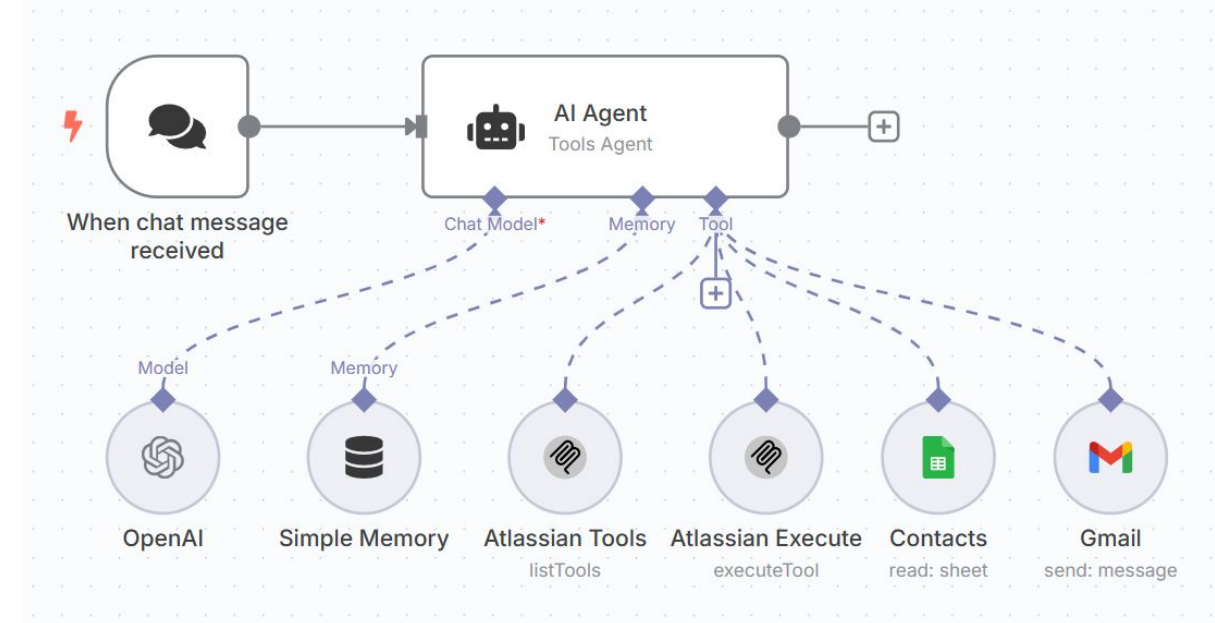 AI Agent
Tools Agent
When chat message
received
Chat Model*
Memory
Tool
Model
Memory
OpenAI
Simple Memory
Atlassian Tools
listTools
Atlassian Execute
executeTool
Contacts
read: sheet
Gmail
send: message